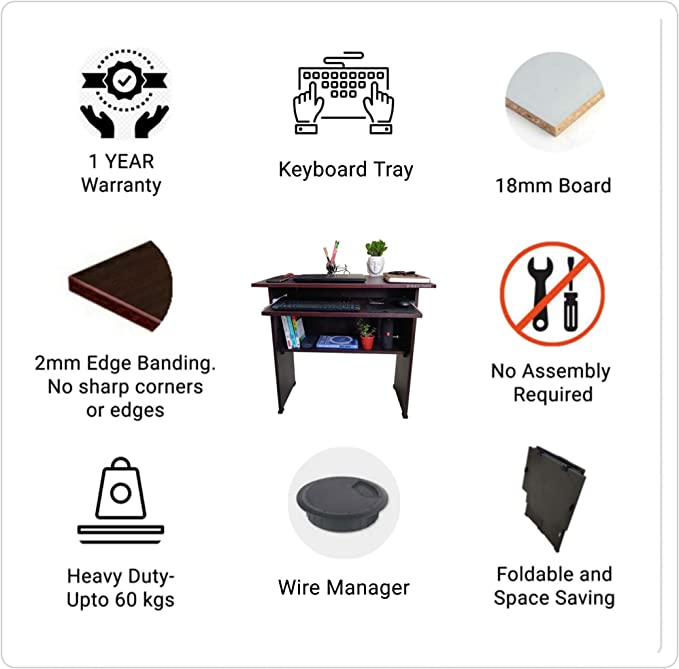 1 YEAR
Warranty
Keyboard Tray
18mm Board
2mm Edge Banding.
No sharp corners
or edges
No Assembly
Required
Heavy Duty-
Upto 60 kgs
Wire Manager
Foldable and
Space Saving